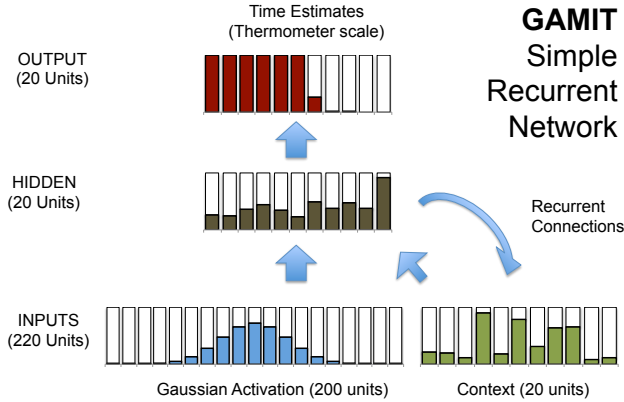 Time Estimates
(Thermometer scale)
GAMIT
Simple
Recurrent
Network
OUTPUT
(20 Units)
HIDDEN
(20 Units)
Recurrent
Connections
INPUTS
(220 Units)
Gaussian Activation (200 units)
Context (20 units)